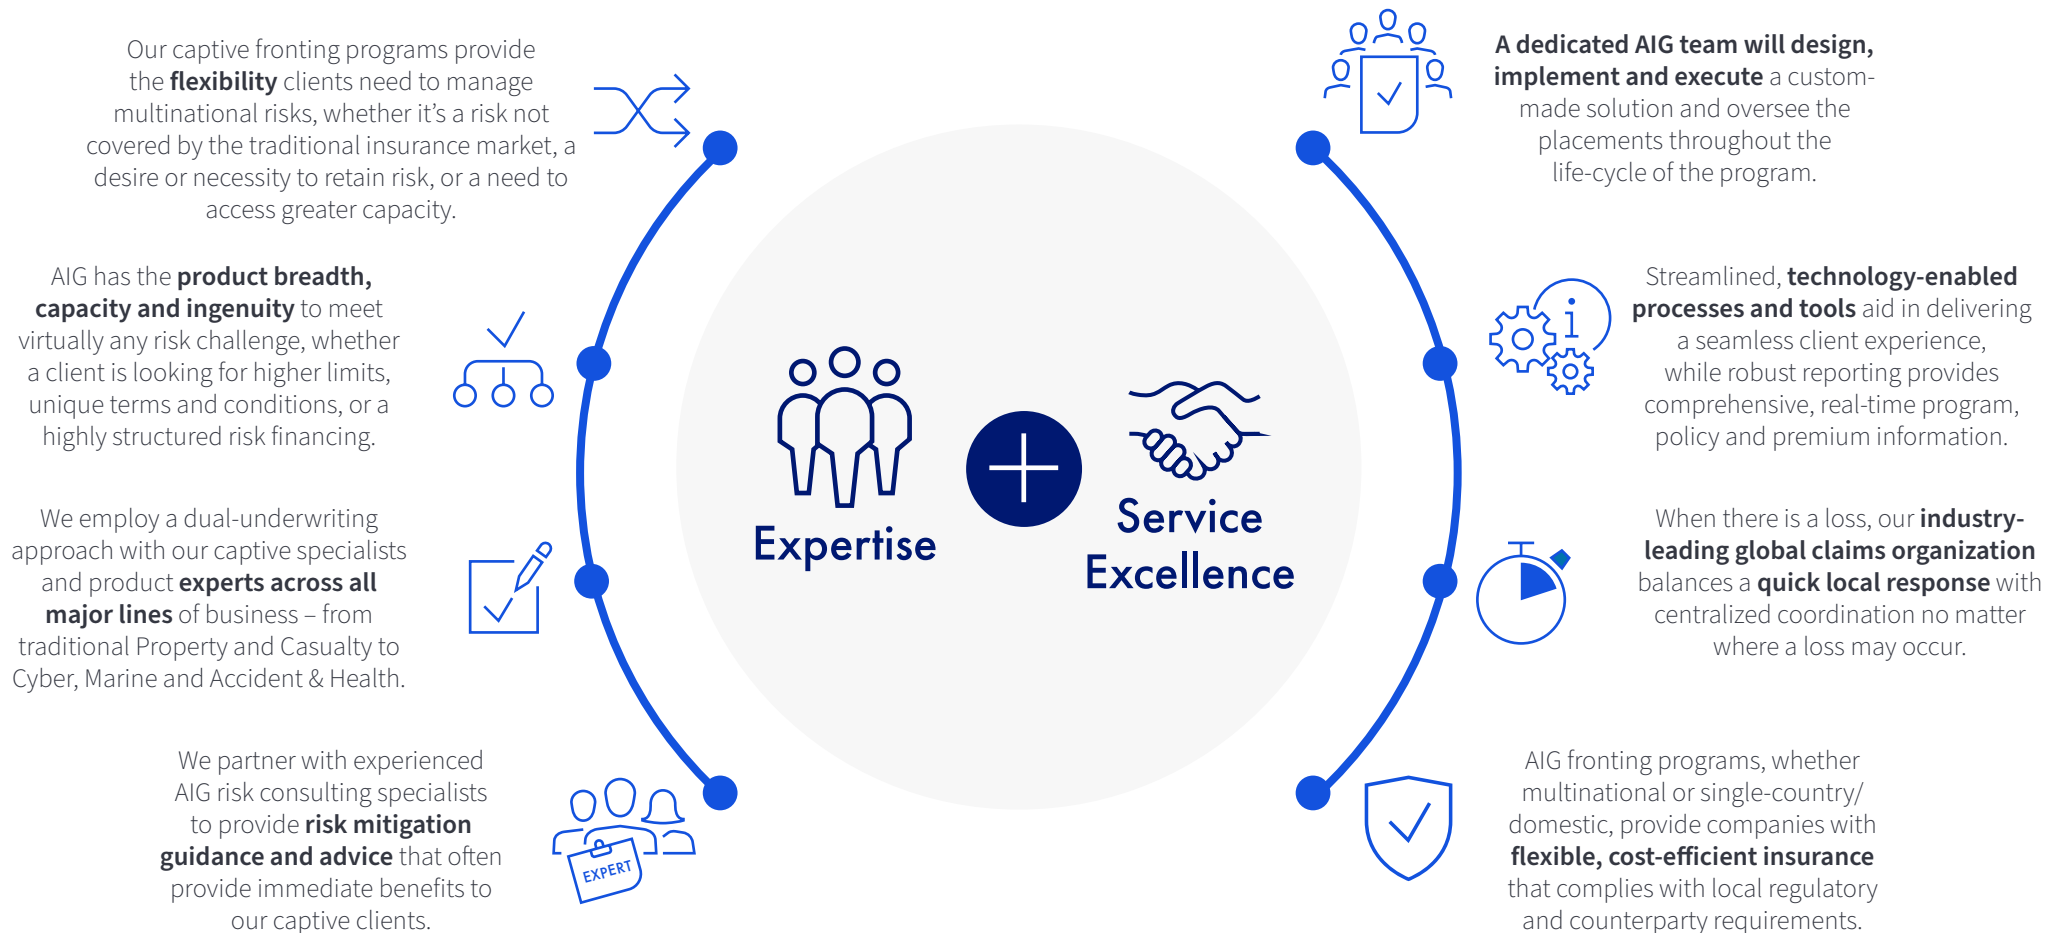 Our captive fronting programs provide
the flexibility clients need to manage
multinational risks, whether it’s a risk not
covered by the traditional insurance market, a
desire or necessity to retain risk, or a need to
access greater capacity.
AIG has the product breadth,
capacity and ingenuity to meet
virtually any risk challenge, whether
a client is looking for higher limits,
unique terms and conditions, or a
highly structured risk financing.
We employ a dual-underwriting
approach with our captive specialists
and product experts across all
major lines of business – from
traditional Property and Casualty to
Cyber, Marine and Accident & Health.
We partner with experienced
AIG risk consulting specialists
to provide risk mitigation
guidance and advice that often
provide immediate benefits to
our captive clients.
EXPERT
Expertise
Service
Excellence
A dedicated AIG team will design,
implement and execute a custom-
made solution and oversee the
placements throughout the
life-cycle of the program.
i
Streamlined, technology-enabled
processes and tools aid in delivering
a seamless client experience,
while robust reporting provides
comprehensive, real-time program,
policy and premium information.
When there is a loss, our industry-
leading global claims organization
balances a quick local response with
centralized coordination no matter
where a loss may occur.
AIG fronting programs, whether
multinational or single-country/
domestic, provide companies with
flexible, cost-efficient insurance
that complies with local regulatory
and counterparty requirements.